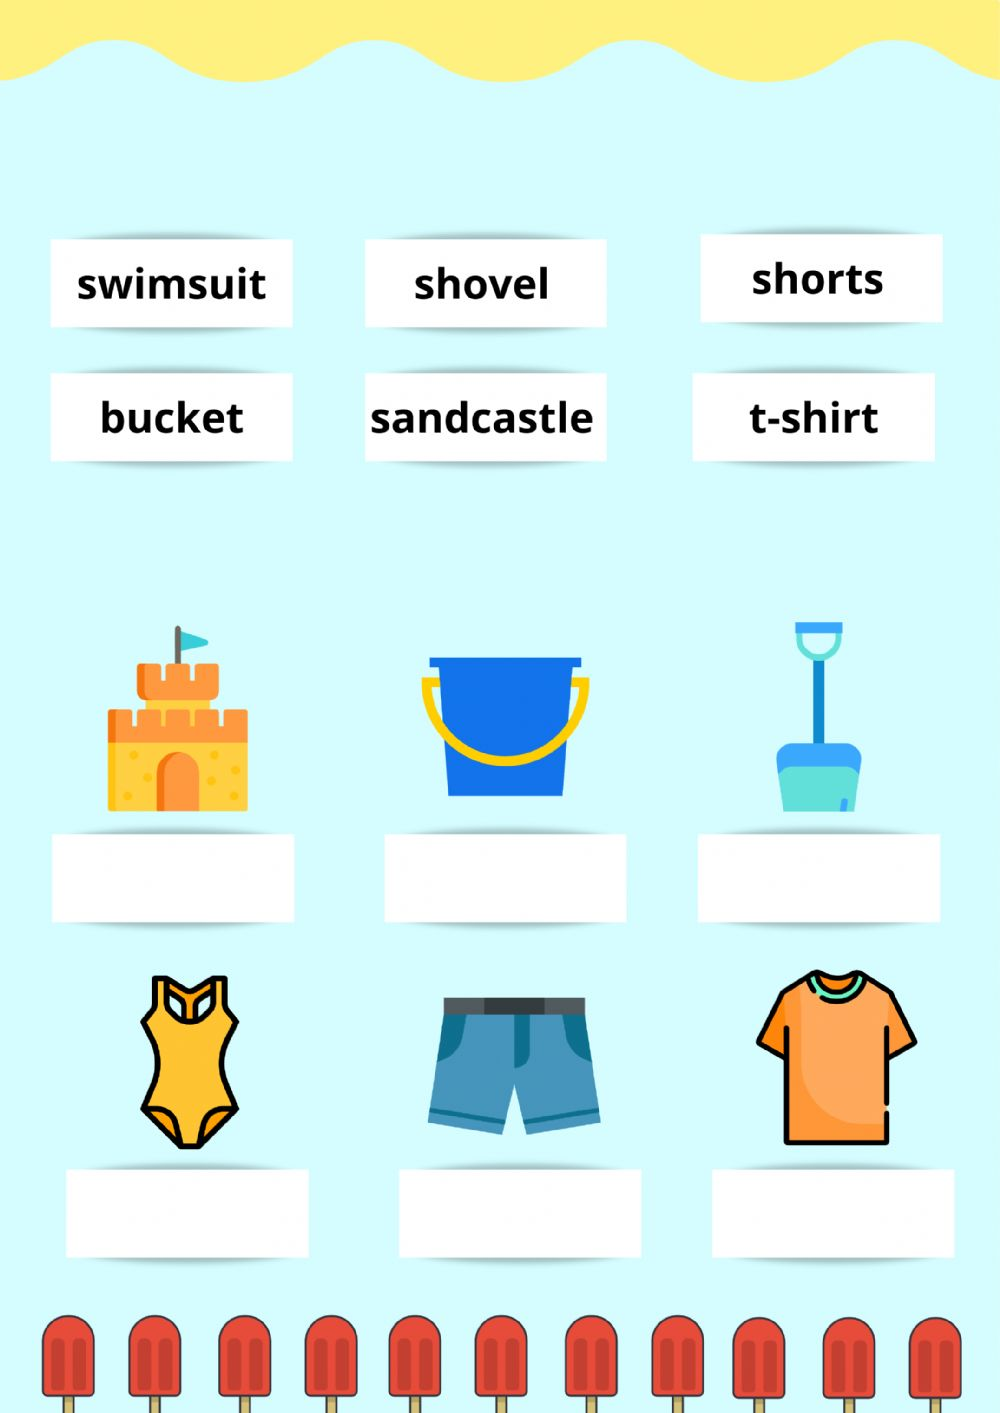 swimsuit
shovel
shorts
bucket
sandcastle
t-shirt